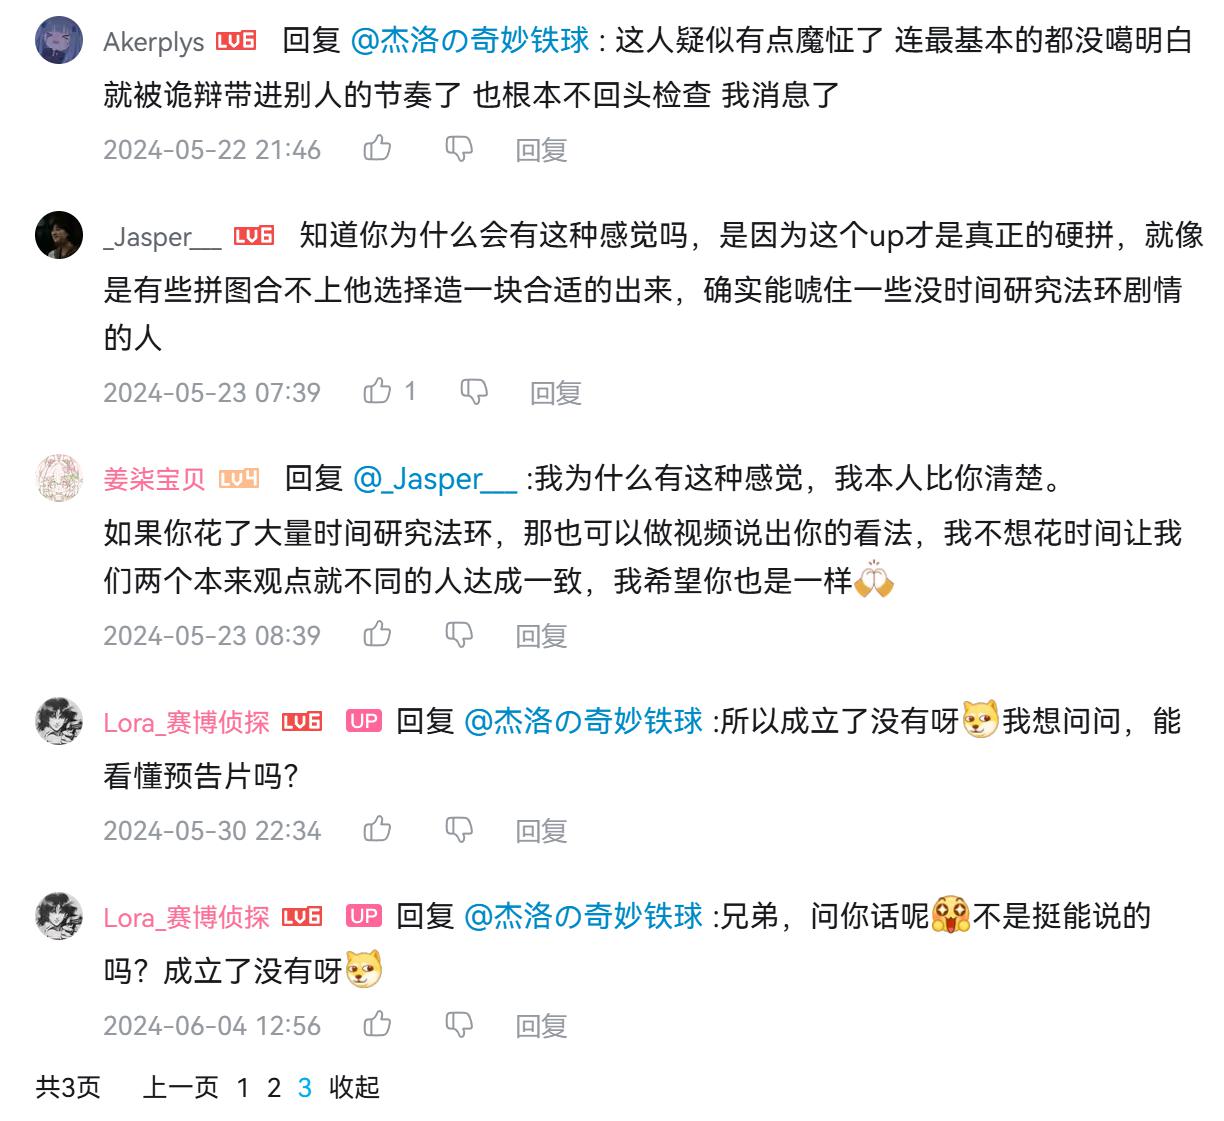 Akerplys LV6 回复 @杰洛の奇妙铁球 : 这人疑似有点魔怔了 连最基本的都没噶明白
就被诡辩带进别人的节奏了 也根本不回头检查 我消息了
2024-05-22 21:46 回复
_Jasper__ LV6 知道你为什么会有这种感觉吗，是因为这个up才是真正的硬拼，就像
是有些拼图合不上他选择造一块合适的出来，确实能唬住一些没时间研究法环剧情
的人
2024-05-23 07:39 1 回复
姜柒宝贝 LV4 回复 @_Jasper__ :我为什么有这种感觉，我本人比你清楚。
如果你花了大量时间研究法环，那也可以做视频说出你的看法，我不想花时间让我
们两个本来观点就不同的人达成一致，我希望你也是一样
2024-05-23 08:39 回复
Lora_赛博侦探 LV6 UP 回复 @杰洛の奇妙铁球 :所以成立了没有呀我想问问，能
看懂预告片吗？
2024-05-30 22:34 回复
Lora_赛博侦探 LV6 UP 回复 @杰洛の奇妙铁球 :兄弟，问你话呢不是挺能说的
吗？成立了没有呀
2024-06-04 12:56 回复
共3页 上一页 1 2 3 收起